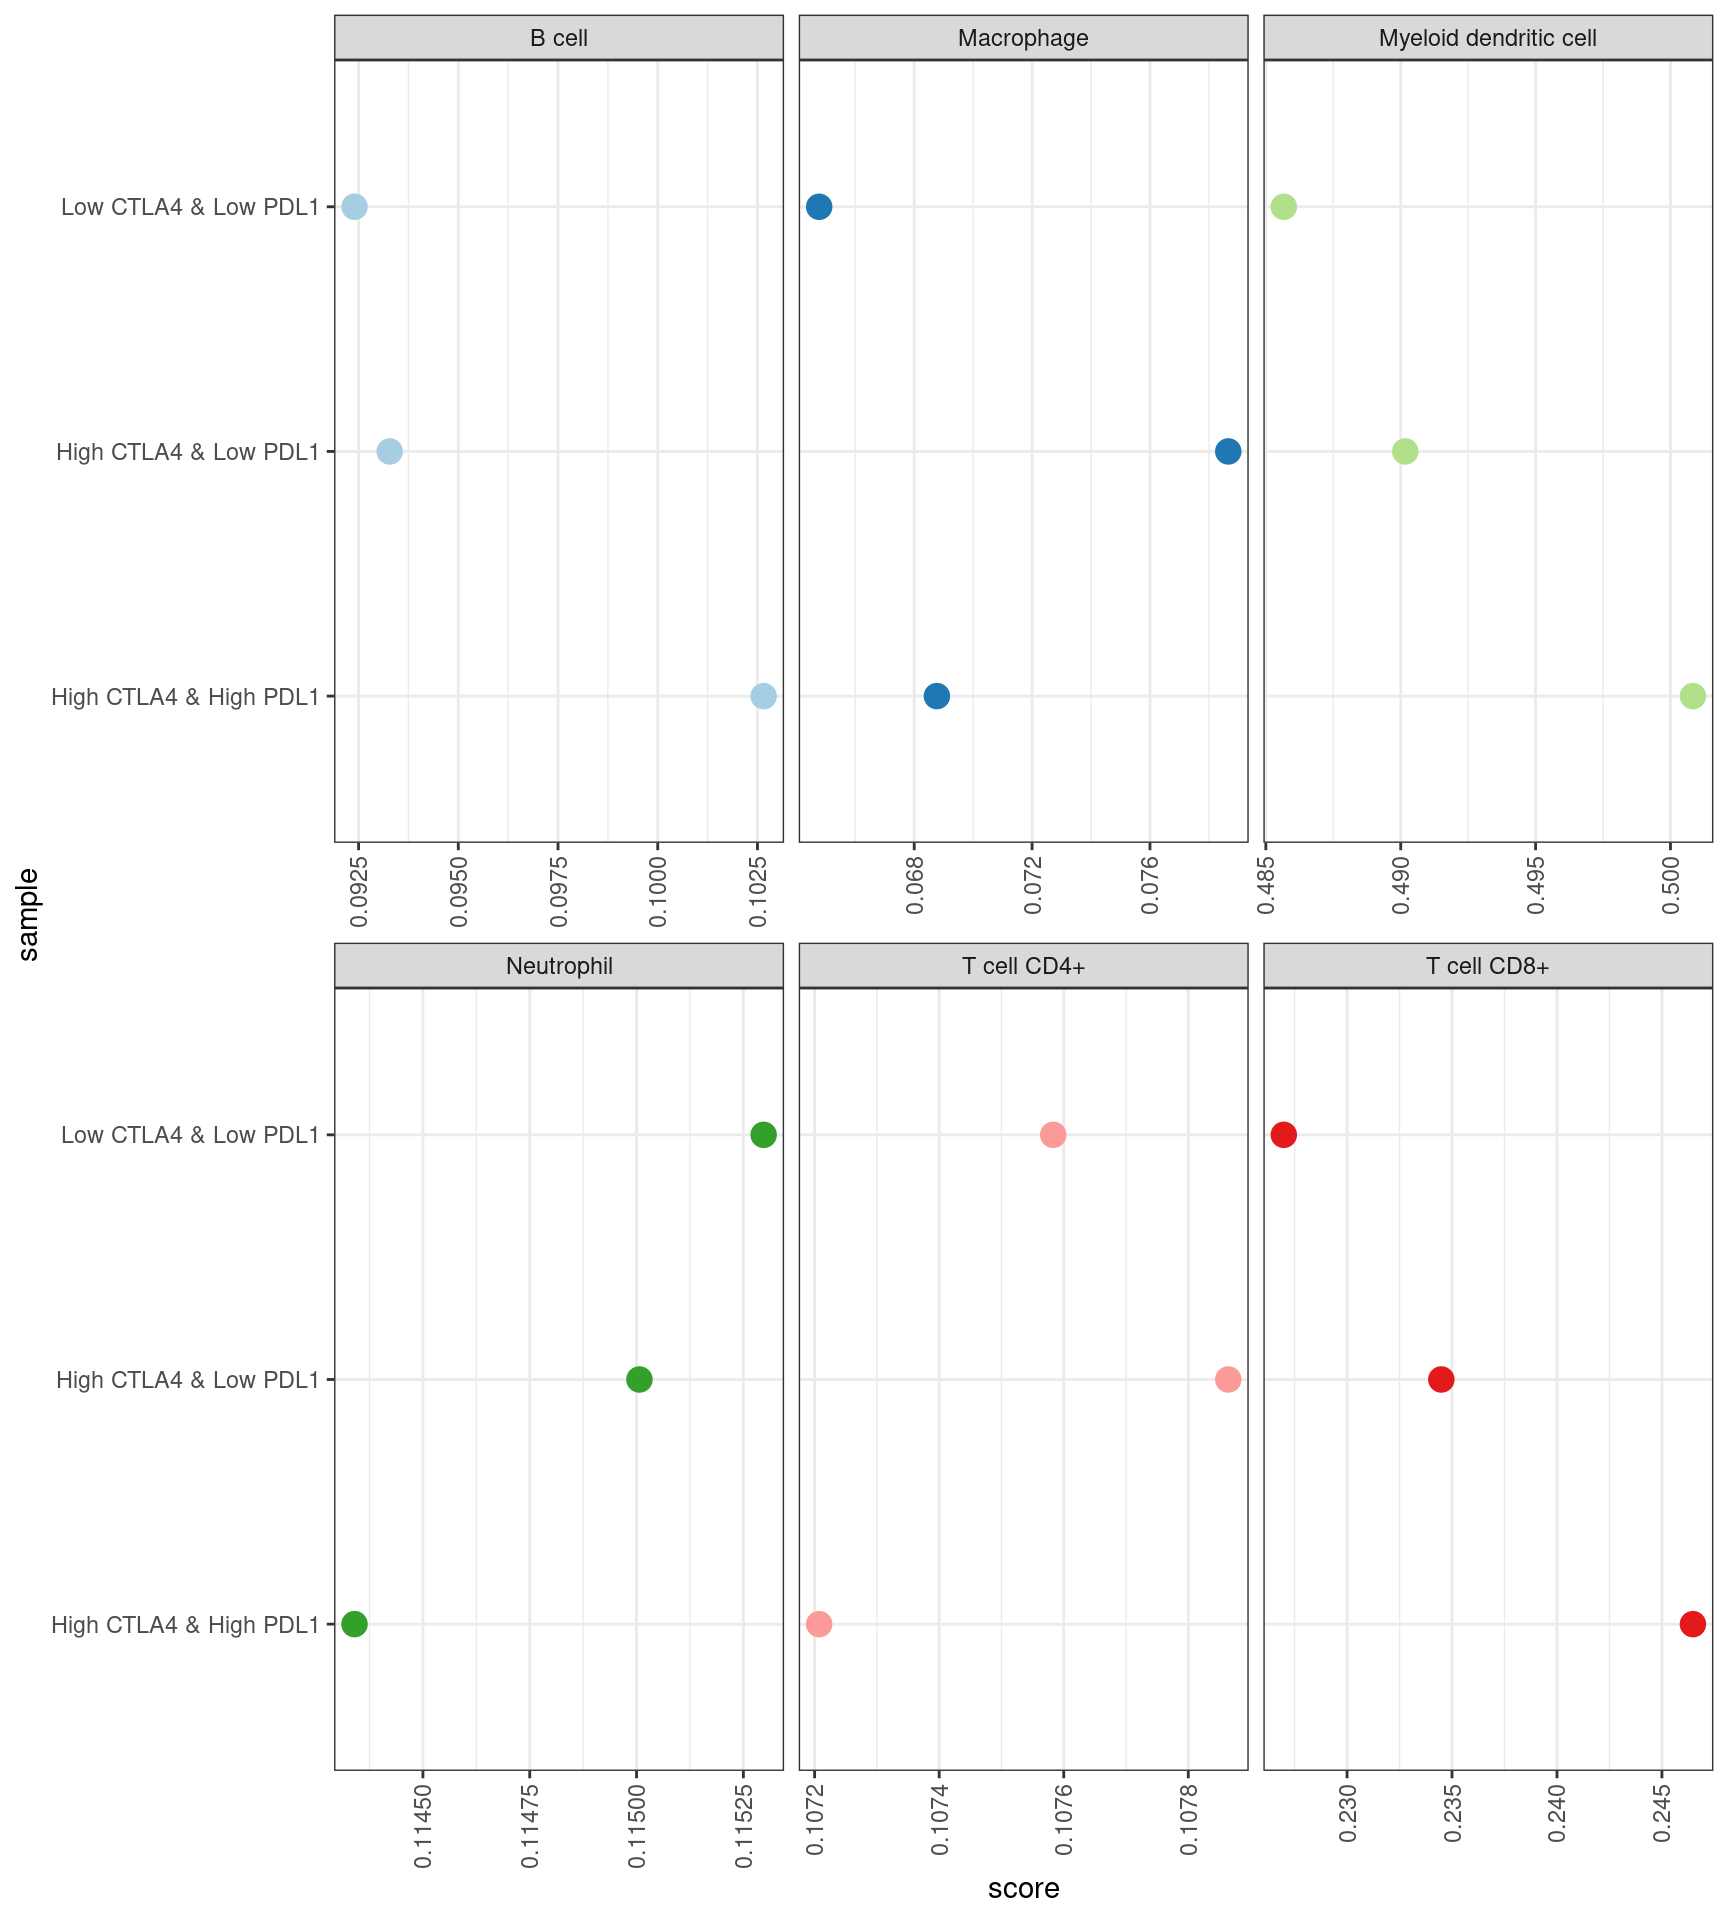 B cell
Macrophage
Myeloid dendritic cell
Low CTLA4 & Low PDL1
High CTLA4 & Low PDL1
High CTLA4 & High PDL1
0.0925
0.0950
0.0975
0.1000
0.1025
0.068
0.072
0.076
0.485
0.490
0.495
0.500
sample
Neutrophil
T cell CD4+
T cell CD8+
Low CTLA4 & Low PDL1
High CTLA4 & Low PDL1
High CTLA4 & High PDL1
0.11450
0.11475
0.11500
0.11525
0.1072
0.1074
0.1076
0.1078
0.230
0.235
0.240
0.245
score